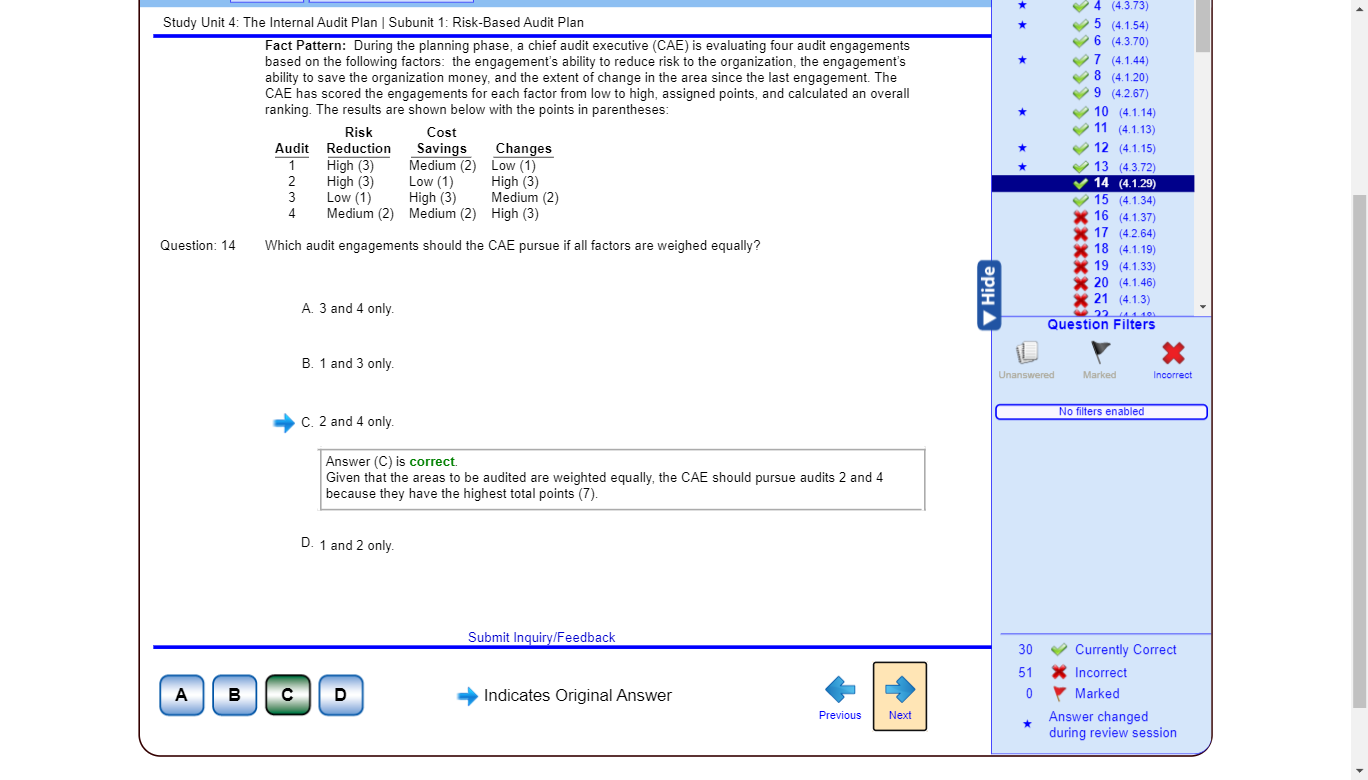 Study Unit 4: The Internal Audit Plan | Subunit 1: Risk-Based Audit Plan
Fact Pattern: During the planning phase, a chief audit executive (CAE) is evaluating four audit engagements
based on the following factors: the engagement's ability to reduce risk to the organization, the engagement's
ability to save the organization money, and the extent of change in the area since the last engagement. The
CAE has scored the engagements for each factor from low to high, assigned points, and calculated an overall
ranking. The results are shown below with the points in parentheses:
Risk Cost
Audit Reduction Savings Changes
1 High (3) Medium (2) Low (1)
2 High (3) Low (1) High (3)
3 Low (1) High (3) Medium (2)
4 Medium (2) Medium (2) High (3)
Question: 14 Which audit engagements should the CAE pursue if all factors are weighed equally?
A. 3 and 4 only.
B. 1 and 3 only.
C. 2 and 4 only.
Answer (C) is correct.
Given that the areas to be audited are weighted equally, the CAE should pursue audits 2 and 4
because they have the highest total points (7).
D. 1 and 2 only.
Submit Inquiry/Feedback
A B C D
Indicates Original Answer
Previous
Next
4 (4.3.73)
5 (4.1.54)
6 (4.3.70)
7 (4.1.44)
8 (4.1.20)
9 (4.2.67)
10 (4.1.14)
11 (4.1.13)
12 (4.1.15)
13 (4.3.72)
14 (4.1.29)
15 (4.1.34)
16 (4.1.37)
17 (4.2.64)
18 (4.1.19)
19 (4.1.33)
20 (4.1.46)
21 (4.1.3)
22 (4.1.18)
Hide
Question Filters
Unanswered Marked Incorrect
No filters enabled
30 Currently Correct
51 Incorrect
0 Marked
Answer changed
during review session